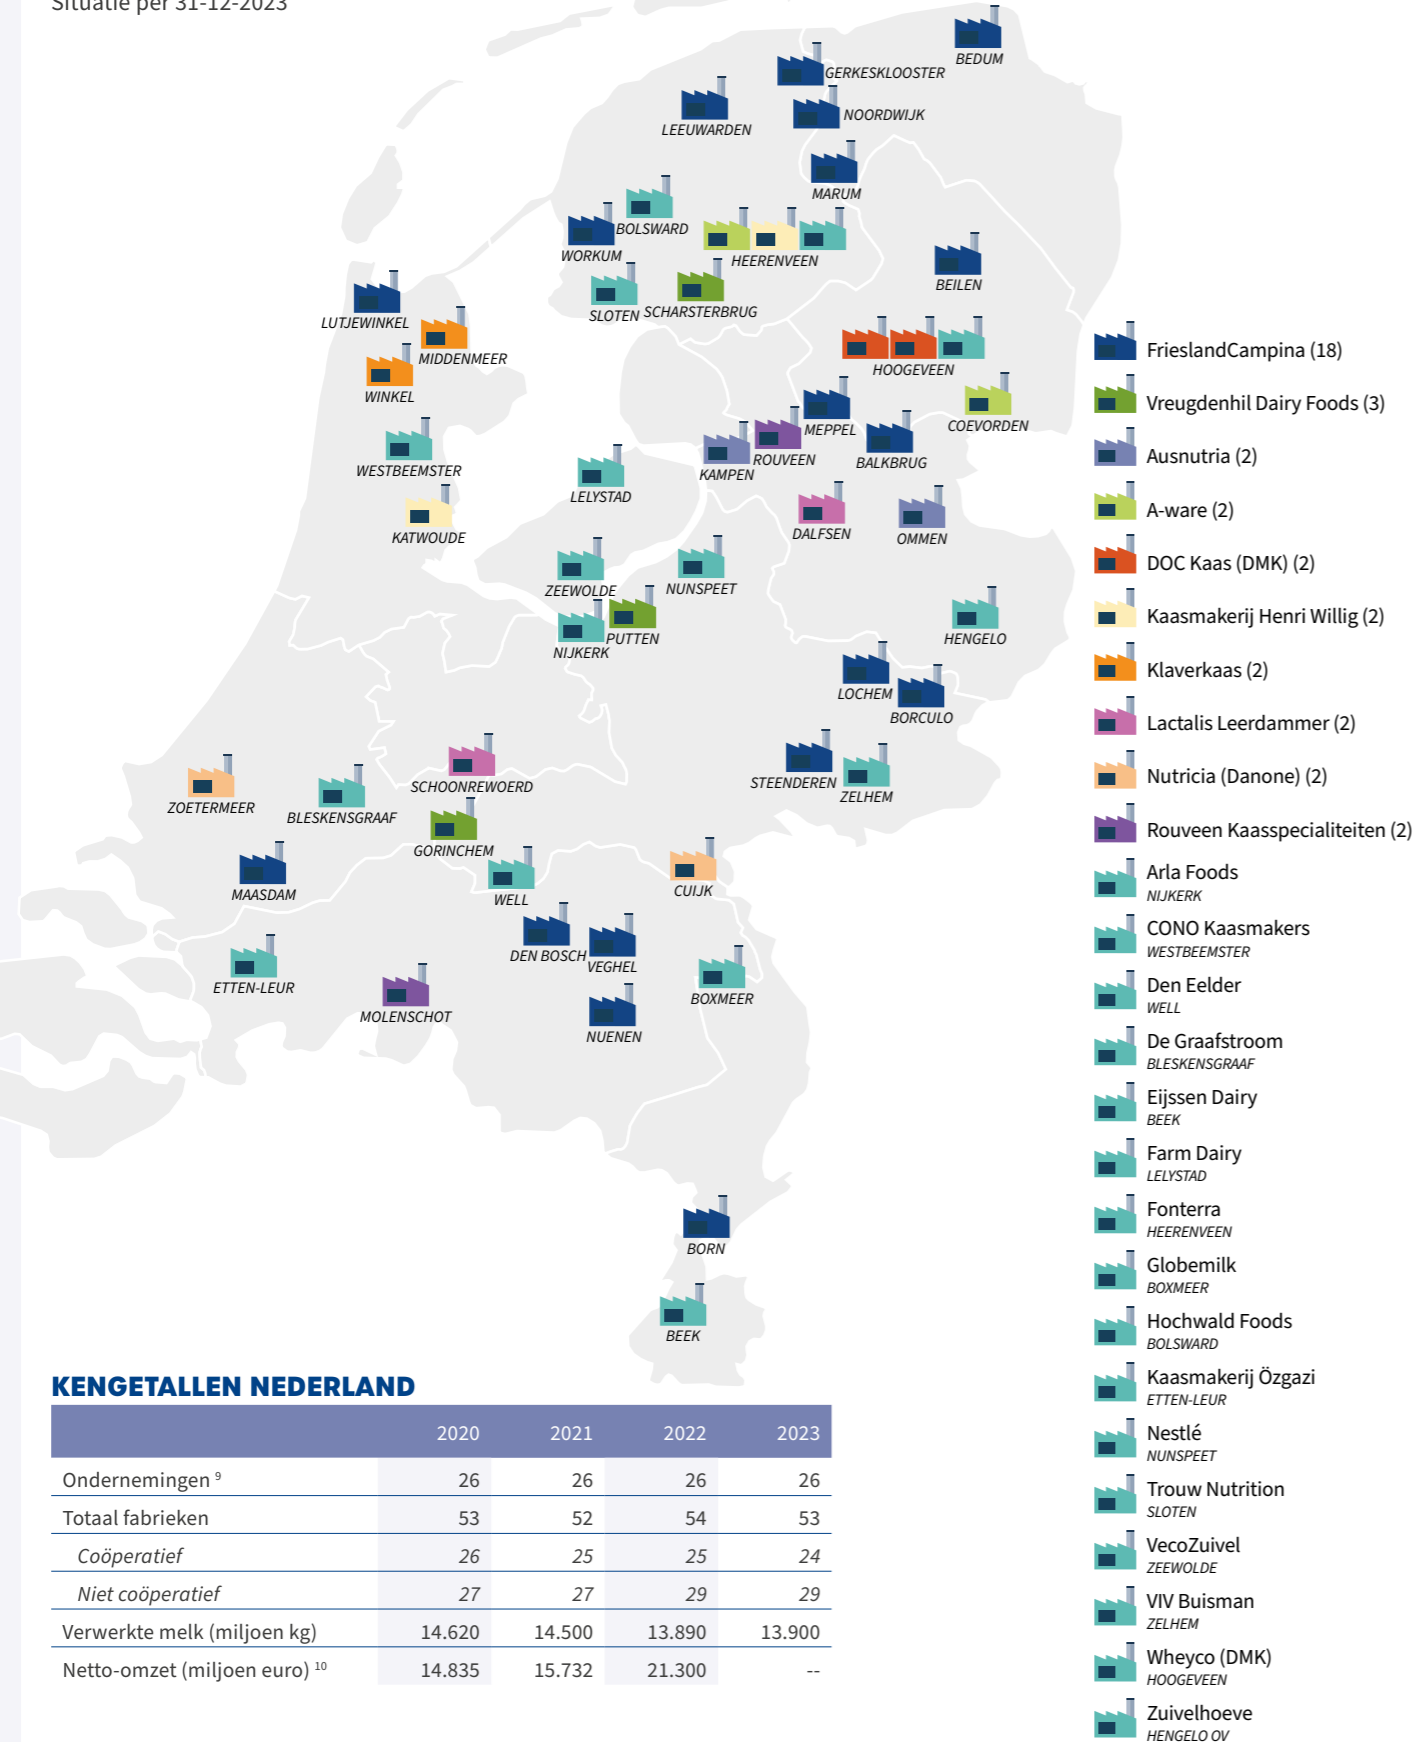 Situatie per 31-12-2023
BEDUM
GERKESKLOOSTER
LEEUWARDEN
NOORDWIJK
MARUM
BOLSWARD
WORKUM
HEERENVEEN
BEILEN
SLOTEN
SCHARSTERBRUG
LUTJEWINKEL
MIDDENMEER
HOOGEVEEN
WINKEL
COEVORDEN
MEPPEL
WESTBEEMSTER
ROUVEEN
BALKBRUG
KAMPEN
LELYSTAD
KATWOUDE
DALFSEN
OMMEN
ZEEWOLDE
NUNSPEET
PUTTEN
HENGELO
NIJKERK
LOCHEM
BORCULO
STEENDEREN
SCHOONREWOERD
ZELHEM
ZOETERMEER
BLESKENSGRAAF
GORINCHEM
MAASDAM
WELL
CUIJK
DEN BOSCH
VEGHEL
ETTEN-LEUR
BOXMEER
MOLENSCHOT
NUENEN
BORN
BEEK
FrieslandCampina (18)
Vreugdenhil Dairy Foods (3)
Ausnutria (2)
A-ware (2)
DOC Kaas (DMK) (2)
Kaasmakerij Henri Willig (2)
Klaverkaas (2)
Lactalis Leerdammer (2)
Nutricia (Danone) (2)
Rouveen Kaasspecialiteiten (2)
Arla Foods
NIJKERK
CONO Kaasmakers
WESTBEEMSTER
Den Eelder
WELL
De Graafstroom
BLESKENSGRAAF
Eijssen Dairy
BEEK
Farm Dairy
LELYSTAD
Fonterra
HEERENVEEN
Globemilk
BOXMEER
Hochwald Foods
BOLSWARD
Kaasmakerij Özgazi
ETTEN-LEUR
Nestlé
NUNSPEET
Trouw Nutrition
SLOTEN
VecoZuivel
ZEEWOLDE
VIV Buisman
ZELHEM
Wheyco (DMK)
HOOGEVEEN
Zuivelhoeve
HENGELO OV
KENGETALLEN NEDERLAND
2020 2021 2022 2023
Ondernemingen ⁹ 26 26 26 26
Totaal fabrieken 53 52 54 53
Coöperatief 26 25 25 24
Niet coöperatief 27 27 29 29
Verwerkte melk (miljoen kg) 14.620 14.500 13.890 13.900
Netto-omzet (miljoen euro) ¹⁰ 14.835 15.732 21.300 --